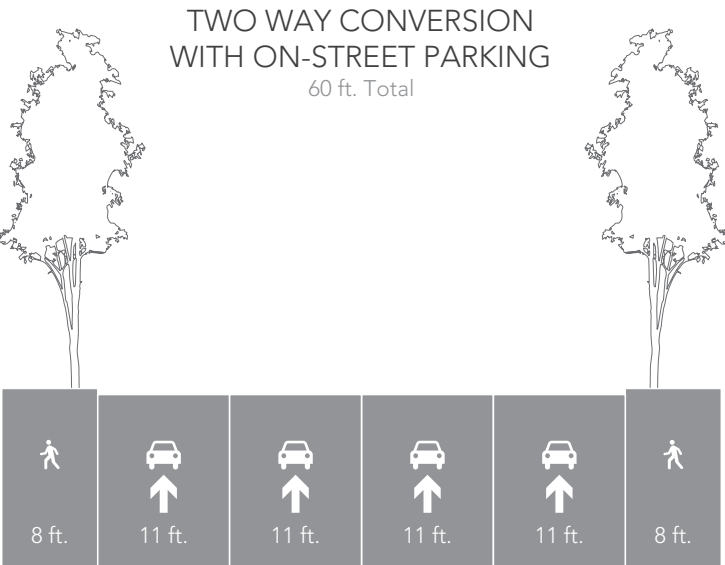 TWO WAY CONVERSION
WITH ON-STREET PARKING
60 ft. Total
8 ft.
11 ft.
11 ft.
11 ft.
11 ft.
8 ft.